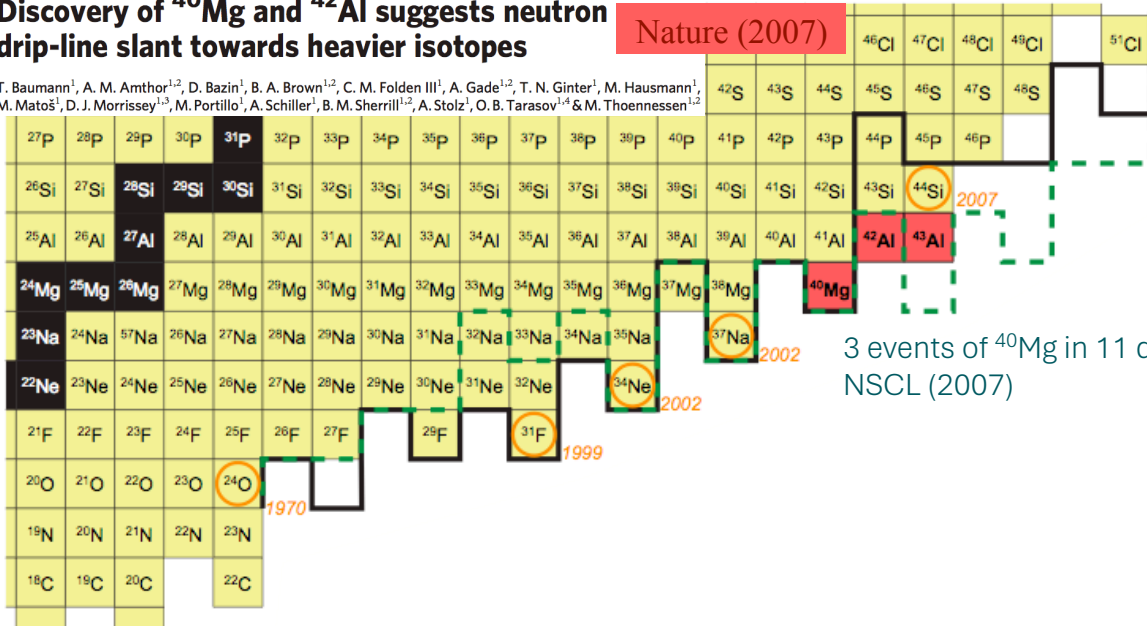 Discovery of ⁴⁰Mg and ⁴²Al suggests neutron
drip-line slant towards heavier isotopes
Nature (2007)
T. Baumann¹, A. M. Amthor¹,², D. Bazin¹, B. A. Brown¹,², C. M. Folden III¹, A. Gade¹,², T. N. Ginter¹, M. Hausmann¹,
M. Matoš¹, D. J. Morrissey¹,³, M. Portillo¹, A. Schiller¹, B. M. Sherrill¹,², A. Stolz¹, O. B. Tarasov¹,⁴ & M. Thoennessen¹,²
⁴⁶Cl ⁴⁷Cl ⁴⁸Cl ⁴⁹Cl ⁵¹Cl
⁴²S ⁴³S ⁴⁴S ⁴⁵S ⁴⁶S ⁴⁷S ⁴⁸S
²⁷P ²⁸P ²⁹P ³⁰P ³¹P ³²P ³³P ³⁴P ³⁵P ³⁶P ³⁷P ³⁸P ³⁹P ⁴⁰P ⁴¹P ⁴²P ⁴³P ⁴⁴P ⁴⁵P ⁴⁶P
²⁶Si ²⁷Si ²⁸Si ²⁹Si ³⁰Si ³¹Si ³²Si ³³Si ³⁴Si ³⁵Si ³⁶Si ³⁷Si ³⁸Si ³⁹Si ⁴⁰Si ⁴¹Si ⁴²Si ⁴³Si ⁴⁴Si 2007
²⁵Al ²⁶Al ²⁷Al ²⁸Al ²⁹Al ³⁰Al ³¹Al ³²Al ³³Al ³⁴Al ³⁵Al ³⁶Al ³⁷Al ³⁸Al ³⁹Al ⁴⁰Al ⁴¹Al ⁴²Al ⁴³Al
²⁴Mg ²⁵Mg ²⁶Mg ²⁷Mg ²⁸Mg ²⁹Mg ³⁰Mg ³¹Mg ³²Mg ³³Mg ³⁴Mg ³⁵Mg ³⁶Mg ³⁷Mg ³⁸Mg ⁴⁰Mg
²³Na ²⁴Na ⁵⁷Na ²⁶Na ²⁷Na ²⁸Na ²⁹Na ³⁰Na ³¹Na ³²Na ³³Na ³⁴Na ³⁵Na ³⁷Na 2002
3 events of ⁴⁰Mg in 11 d
NSCL (2007)
²²Ne ²³Ne ²⁴Ne ²⁵Ne ²⁶Ne ²⁷Ne ²⁸Ne ²⁹Ne ³⁰Ne ³¹Ne ³²Ne ³⁴Ne 2002
²¹F ²²F ²³F ²⁴F ²⁵F ²⁶F ²⁷F ²⁹F ³¹F 1999
²⁰O ²¹O ²²O ²³O ²⁴O 1970
¹⁹N ²⁰N ²¹N ²²N ²³N
¹⁸C ¹⁹C ²⁰C ²²C